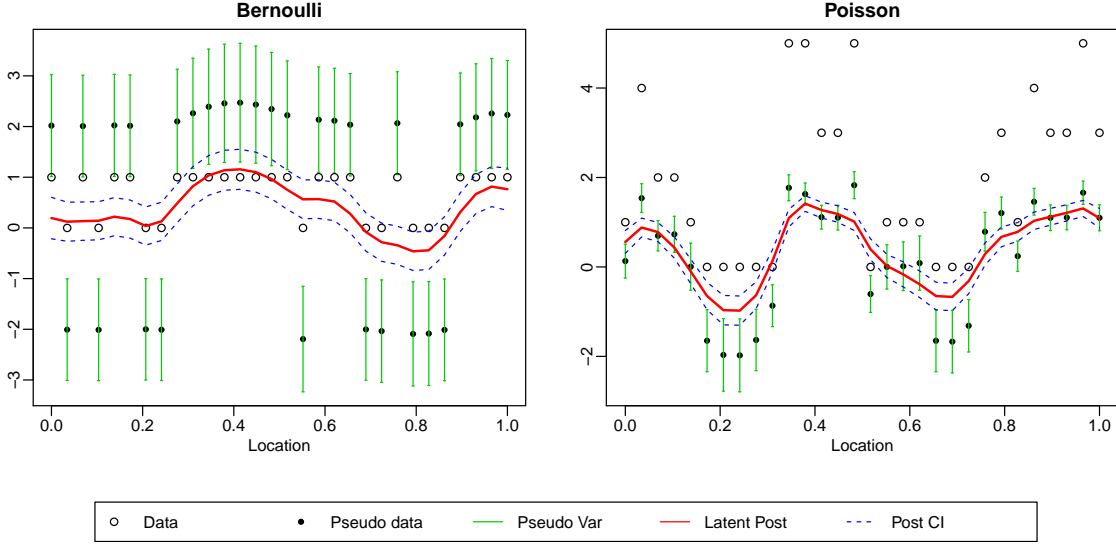 Bernoulli
Poisson
3
2
1
0
-1
-2
-3
0.0 0.2 0.4 0.6 0.8 1.0
Location
4
2
0
-2
0.0 0.2 0.4 0.6 0.8 1.0
Location
Data
Pseudo data
Pseudo Var
Latent Post
Post CI